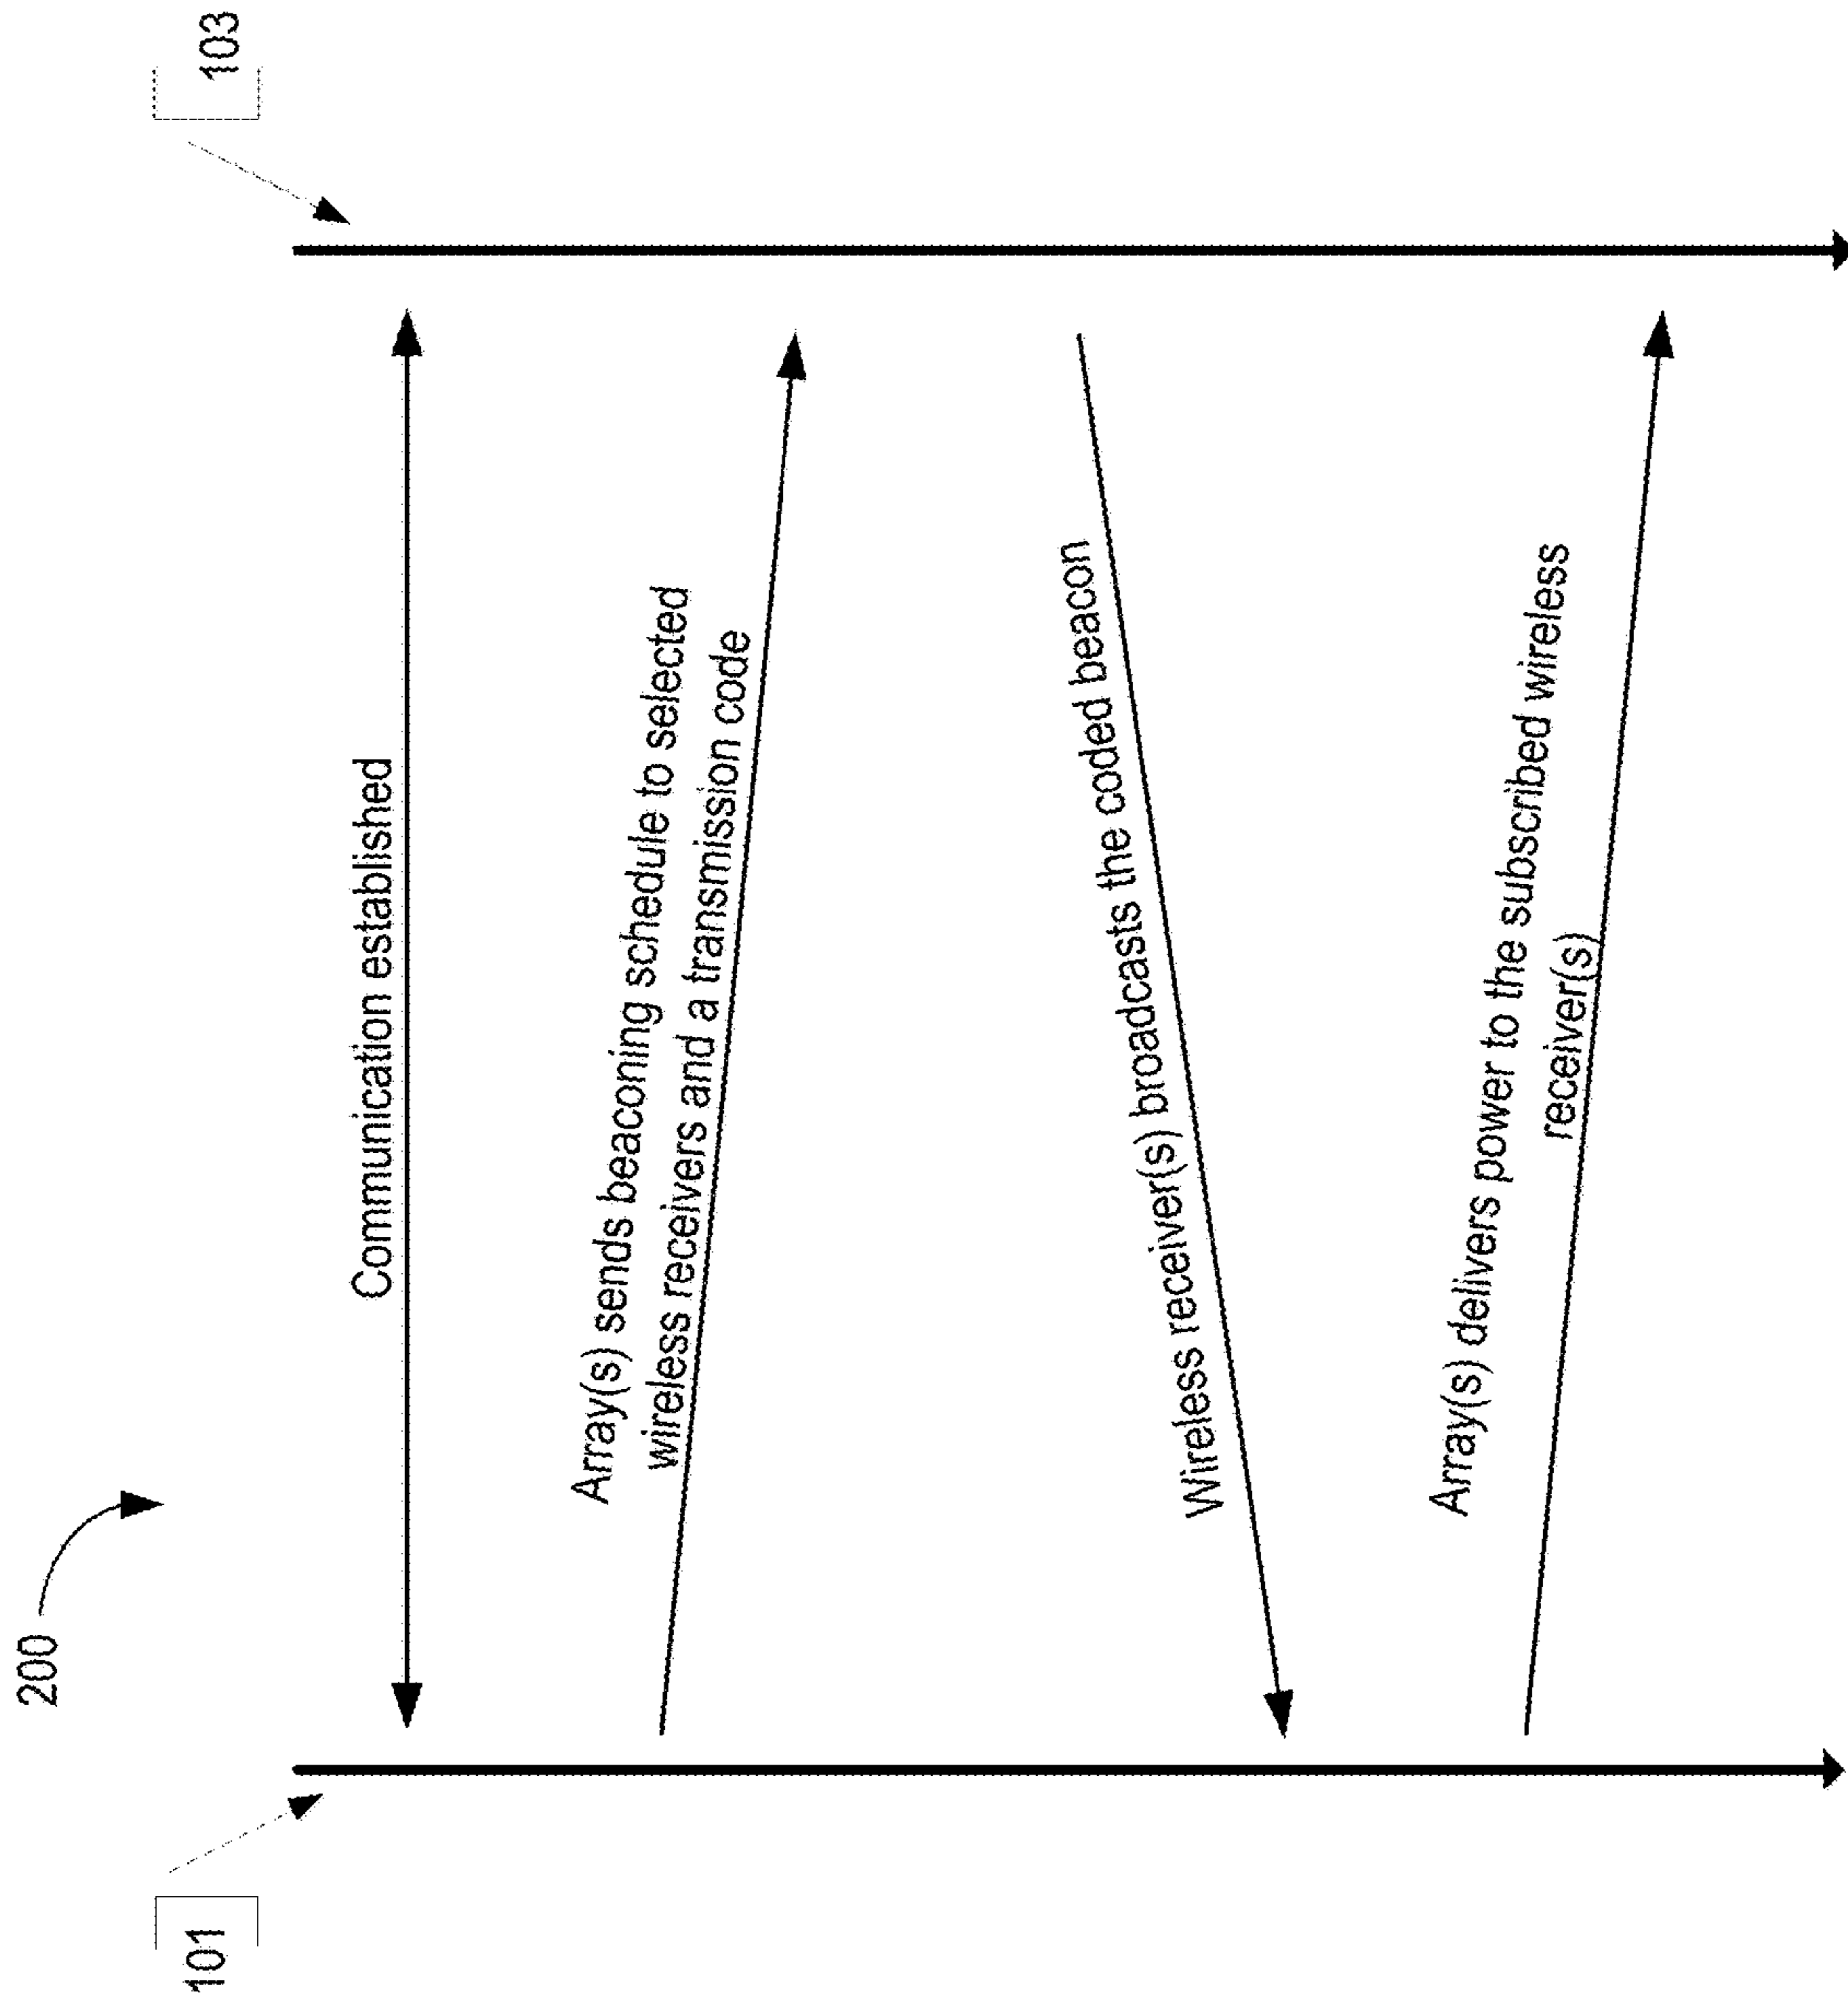 200
101
103
Communication established
Array(s) sends beaconing schedule to selected
wireless receivers and a transmission code
Wireless receiver(s) broadcasts the coded beacon
Array(s) delivers power to the subscribed wireless
receiver(s)